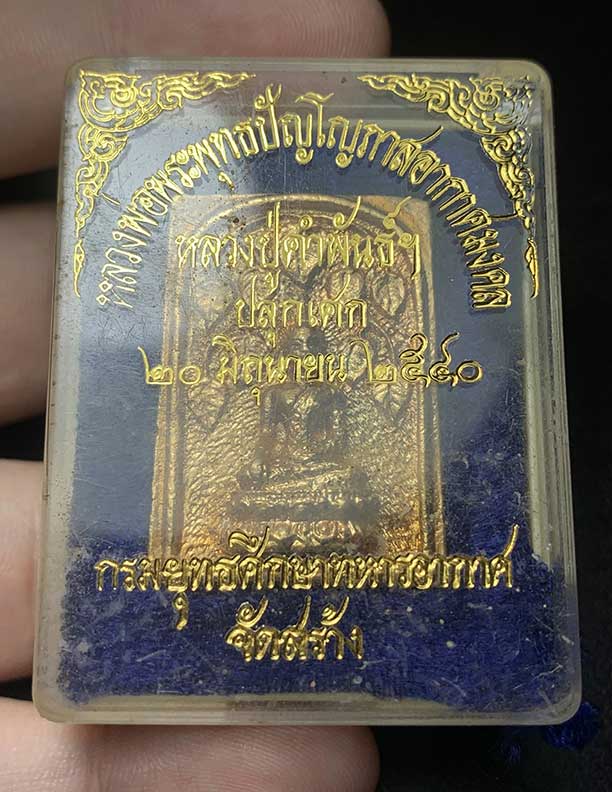 หลวงพ่อพระพุทธปัญโญภาสอากาศมงคล
หลวงปู่คำพันธ์ฯ
ปลุกเศก
๒๐ มิถุนายน ๒๕๔๐
กรมยุทธศึกษาทหารอากาศ
จัดสร้าง